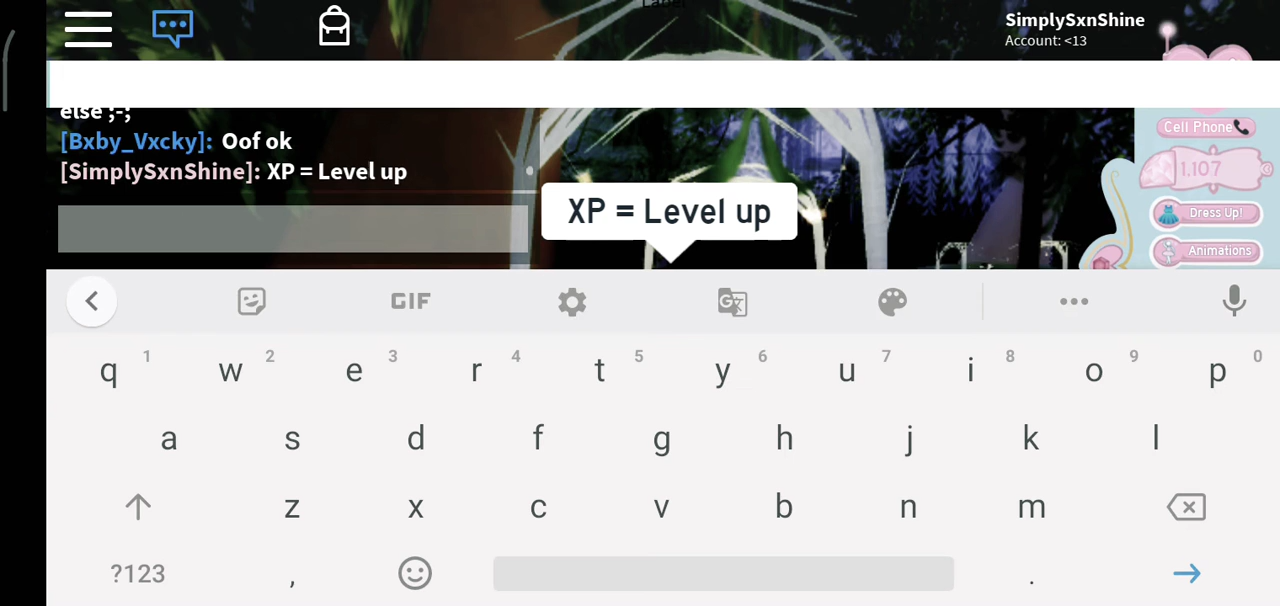 SimplySxnShine
Account: <13
else ;-;
[Bxby_Vxcky]: Oof ok
[SimplySxnShine]: XP = Level up
XP = Level up
Cell Phone📞
1,107
Dress Up!
Animations
GIF
G
q 1 w 2 e 3 r 4 t 5 y 6 u 7 i 8 o 9 p 0
a s d f g h j k l
z x c v b n m
?123 , .